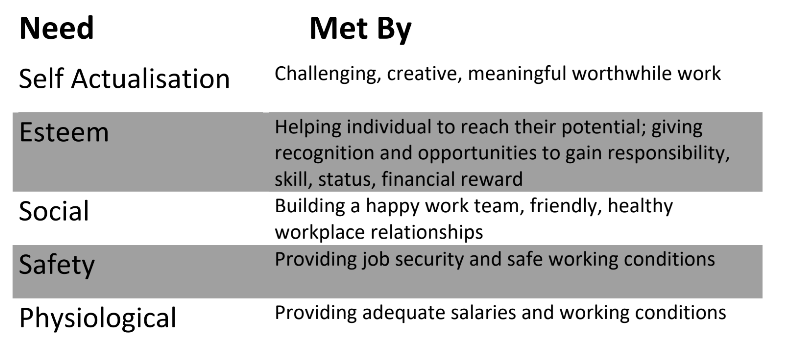 Need Met By
Self Actualisation Challenging, creative, meaningful worthwhile work
Esteem Helping individual to reach their potential; giving
recognition and opportunities to gain responsibility,
skill, status, financial reward
Social Building a happy work team, friendly, healthy
workplace relationships
Safety Providing job security and safe working conditions
Physiological Providing adequate salaries and working conditions